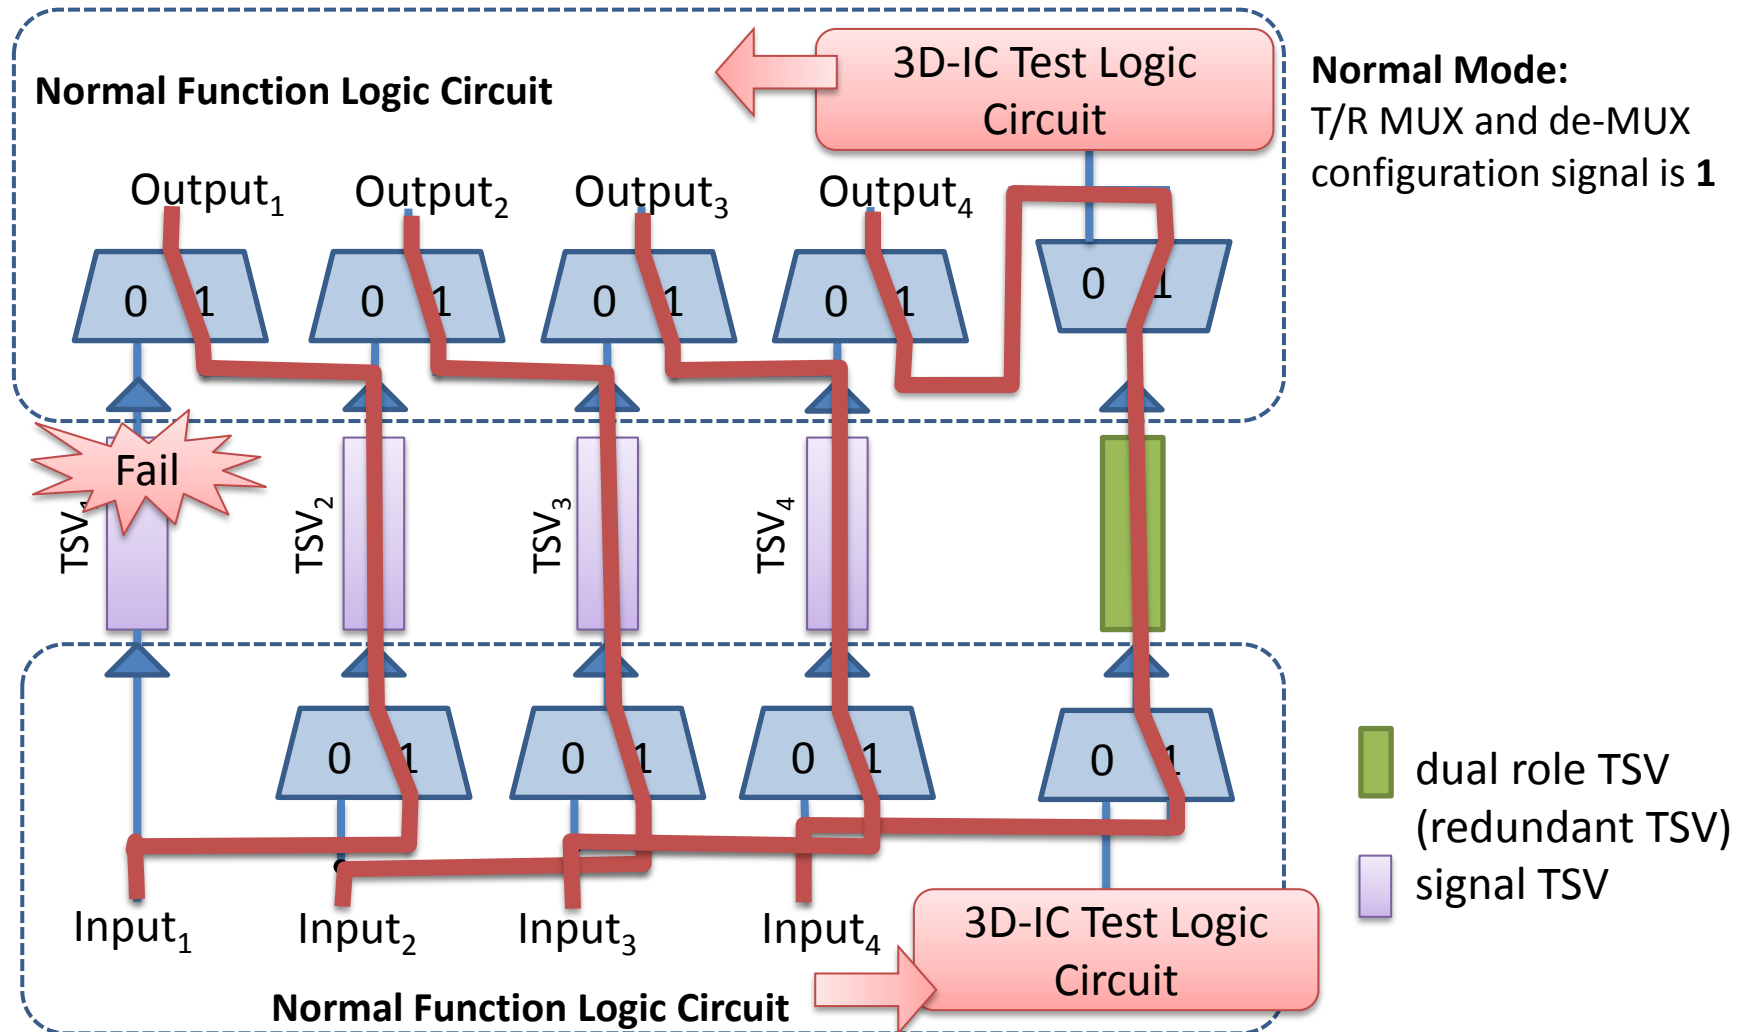 3D-IC Test Logic
Circuit
Normal Function Logic Circuit
Normal Mode:
T/R MUX and de-MUX
configuration signal is 1
Output₁ Output₂ Output₃ Output₄
0 1 0 1 0 1 0 1 0 1
Fail
TSV₁ TSV₂ TSV₃ TSV₄
0 1 0 1 0 1 0 1
dual role TSV
(redundant TSV)
signal TSV
Input₁ Input₂ Input₃ Input₄
3D-IC Test Logic
Circuit
Normal Function Logic Circuit